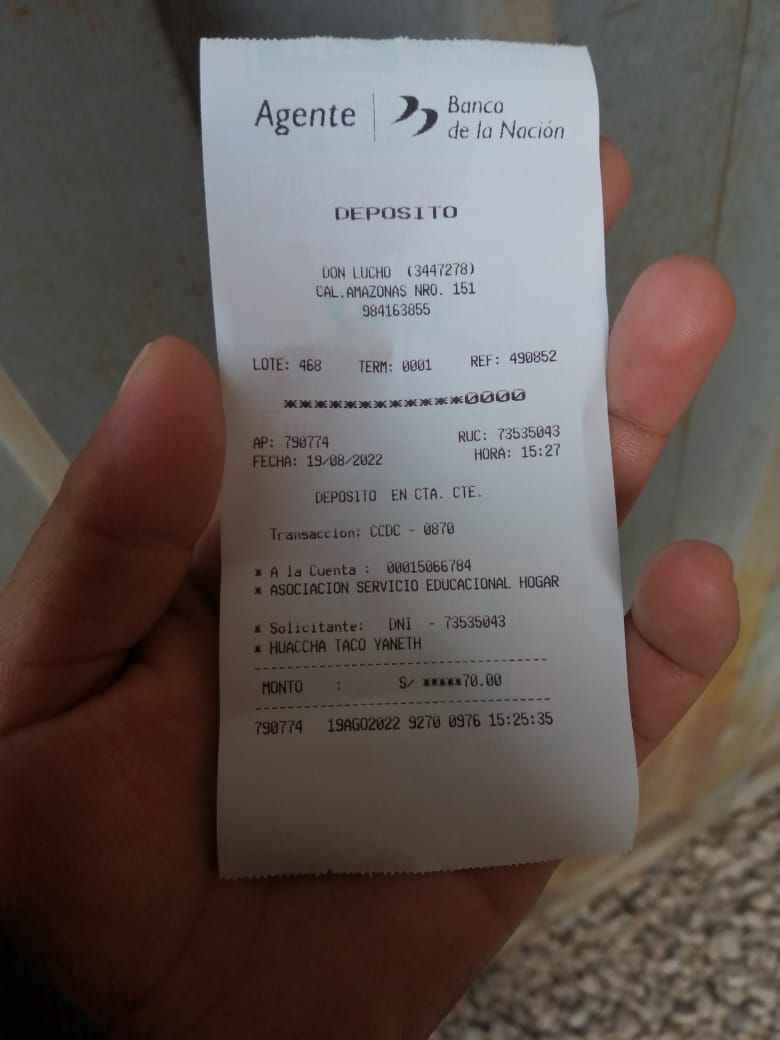 Agente | Banco
de la Nación
DEPOSITO
DON LUCHO (3447278)
CAL.AMAZONAS NRO. 151
984163855
LOTE: 468 TERM: 0001 REF: 490852
************0000
AP: 790774 RUC: 73535043
FECHA: 19/08/2022 HORA: 15:27
DEPOSITO EN CTA. CTE.
Transaccion: CCDC - 0870
* A la Cuenta : 00015066784
* ASOCIACION SERVICIO EDUCACIONAL HOGAR
* Solicitante: DNI - 73535043
* HUACCHA TACO YANETH
--------------------------------
MONTO : S/ *****70.00
--------------------------------
790774 19AGO2022 9270 0976 15:25:35